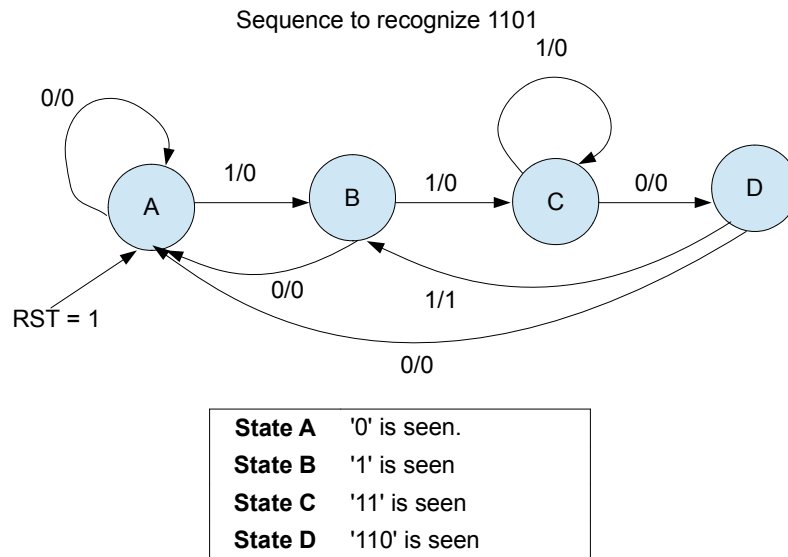 Sequence to recognize 1101
1/0
0/0
1/0
1/0
0/0
A
B
C
D
0/0
1/1
RST = 1
0/0
State A '0' is seen.
State B '1' is seen
State C '11' is seen
State D '110' is seen